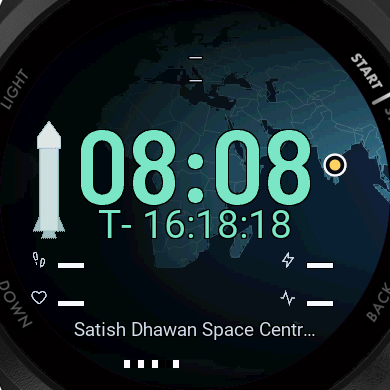 LIGHT
START
08:08
T- 16:18:18
DOWN
BACK
Satish Dhawan Space Centr...